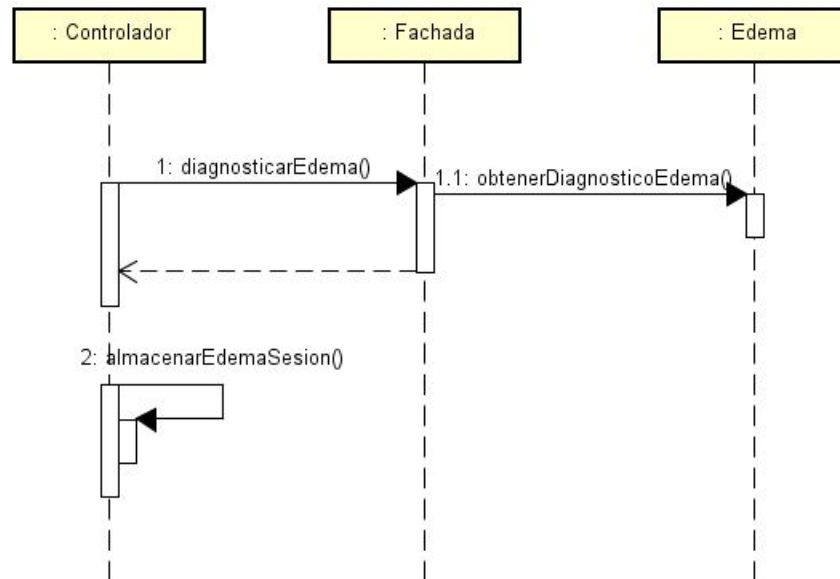 : Controlador
: Fachada
: Edema
1: diagnosticarEdema()
1.1: obtenerDiagnosticoEdema()
2: almacenarEdemaSesion()